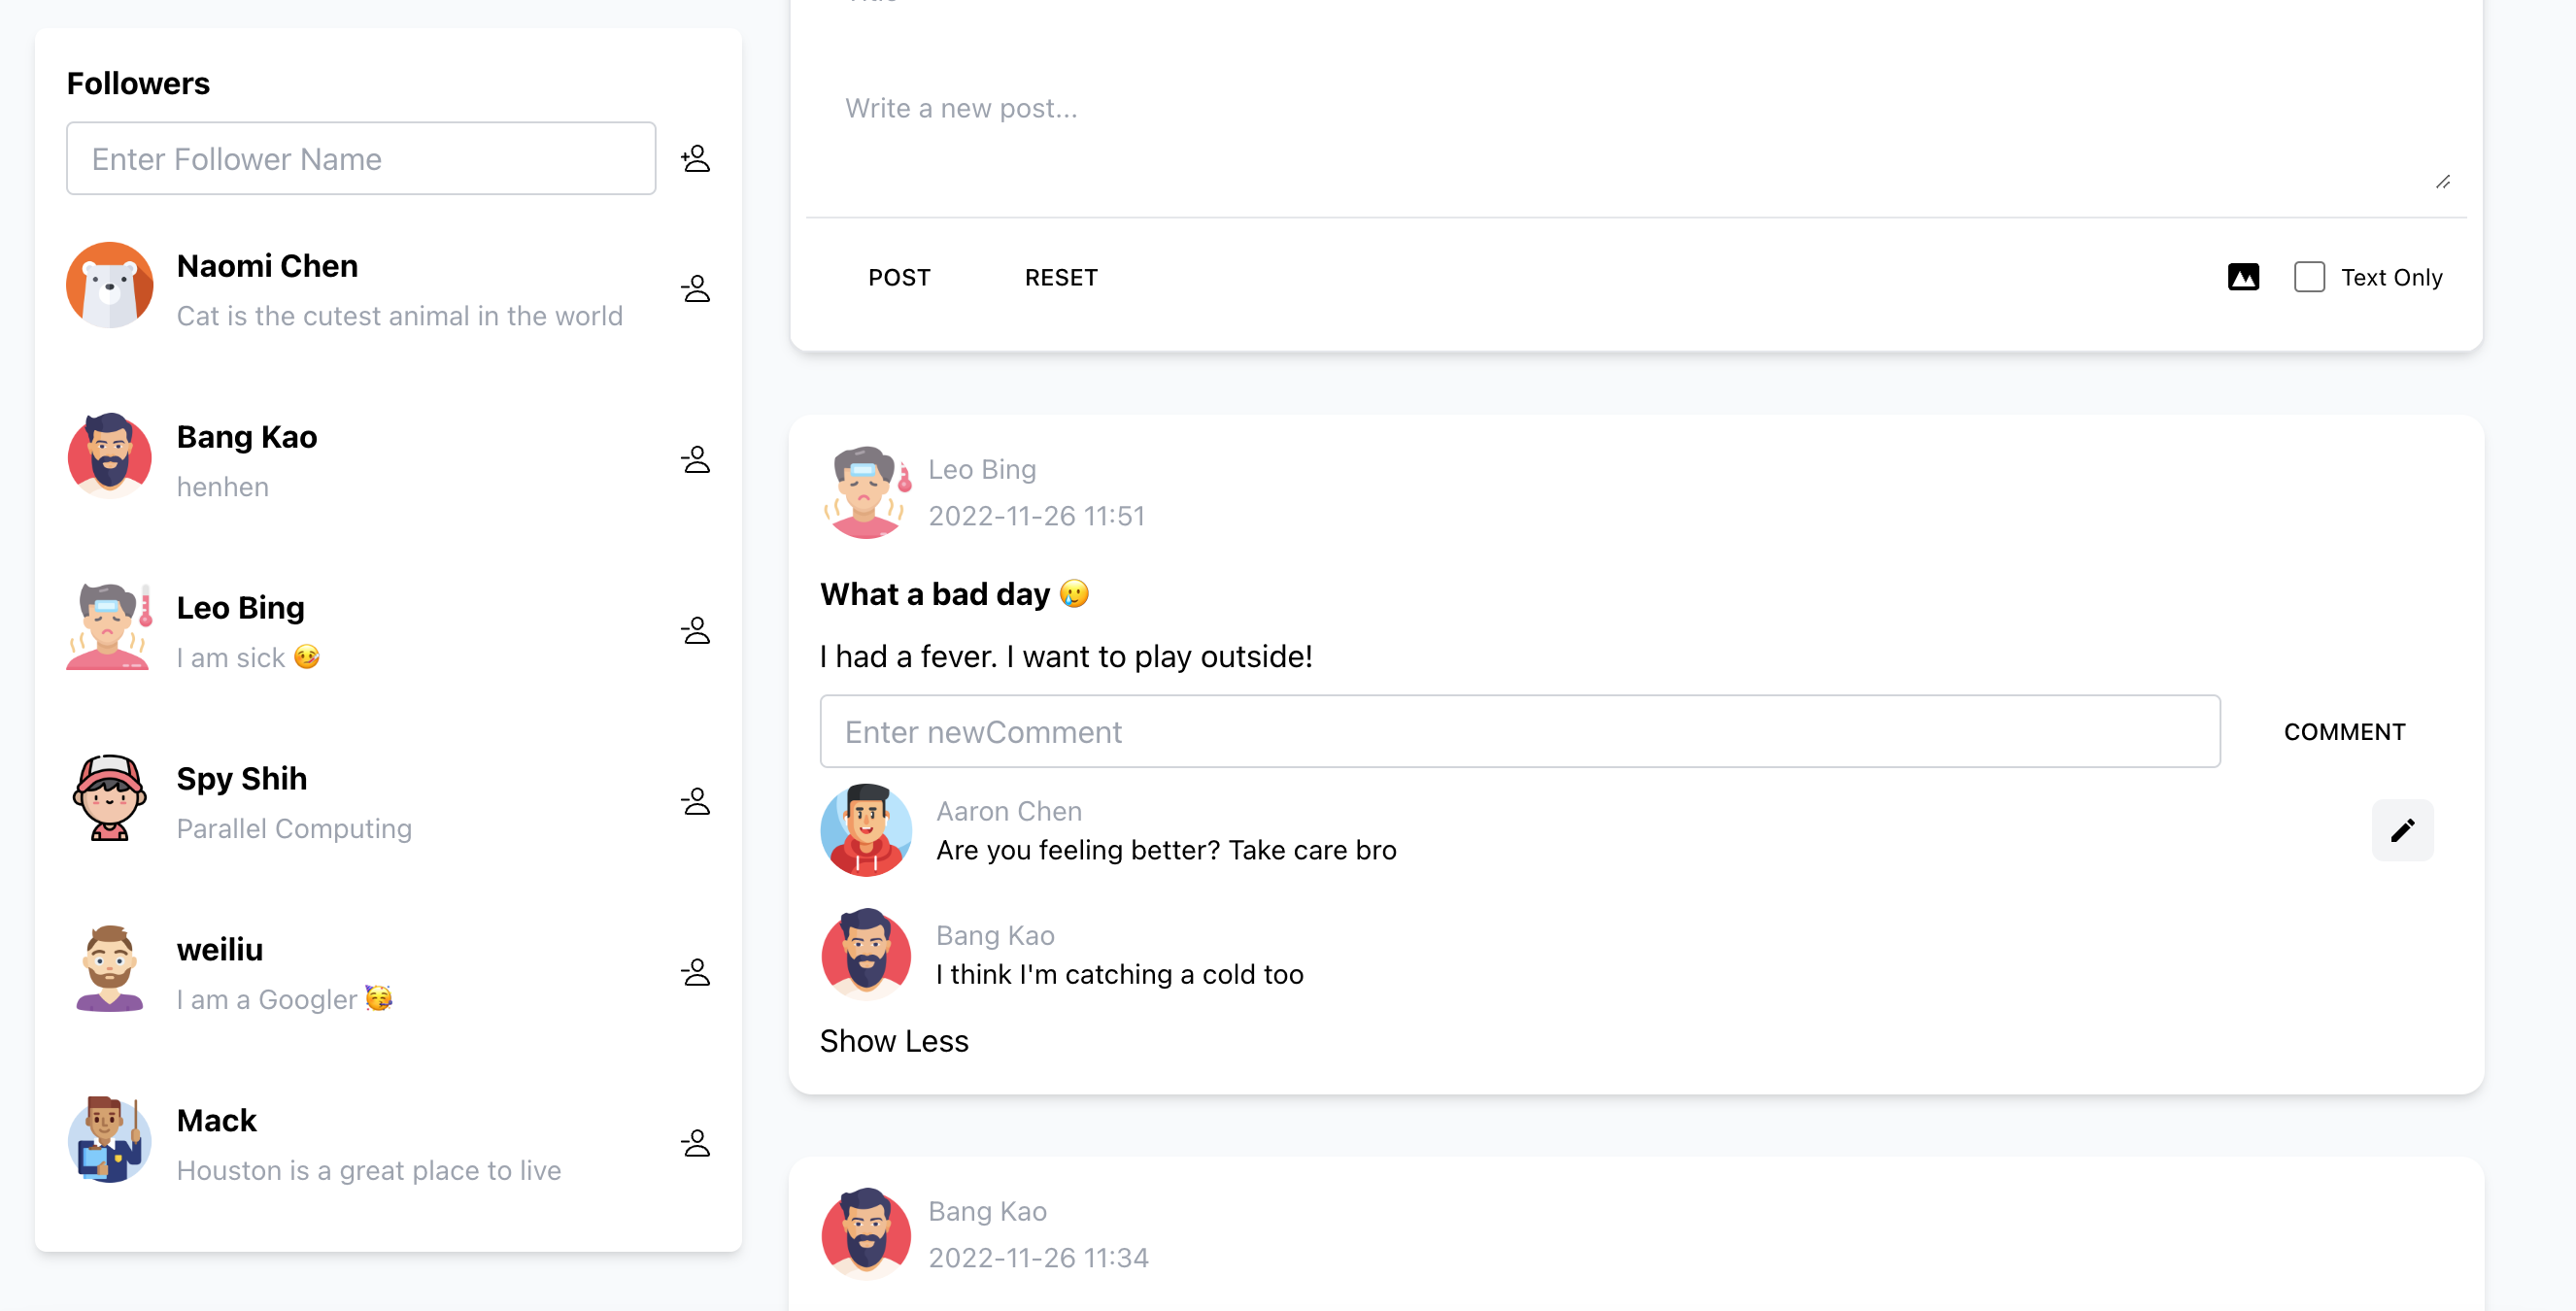 Followers
Enter Follower Name
Naomi Chen
Cat is the cutest animal in the world
Bang Kao
henhen
Leo Bing
I am sick 🤒
Spy Shih
Parallel Computing
weiliu
I am a Googler 🥳
Mack
Houston is a great place to live
Write a new post...
POST
RESET
Text Only
Leo Bing
2022-11-26 11:51
What a bad day 🥲
I had a fever. I want to play outside!
Enter newComment
COMMENT
Aaron Chen
Are you feeling better? Take care bro
Bang Kao
I think I'm catching a cold too
Show Less
Bang Kao
2022-11-26 11:34